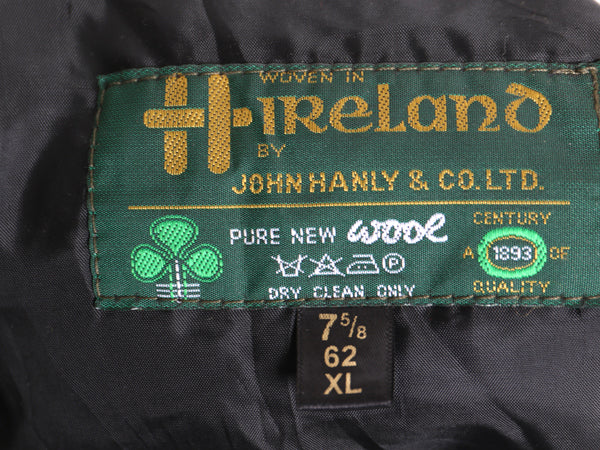 WOVEN IN
H IRELAND
BY
JOHN HANLY & CO. LTD.
PURE NEW wool
DRY CLEAN ONLY
CENTURY
A 1893 OF
QUALITY
7 5/8
62
XL